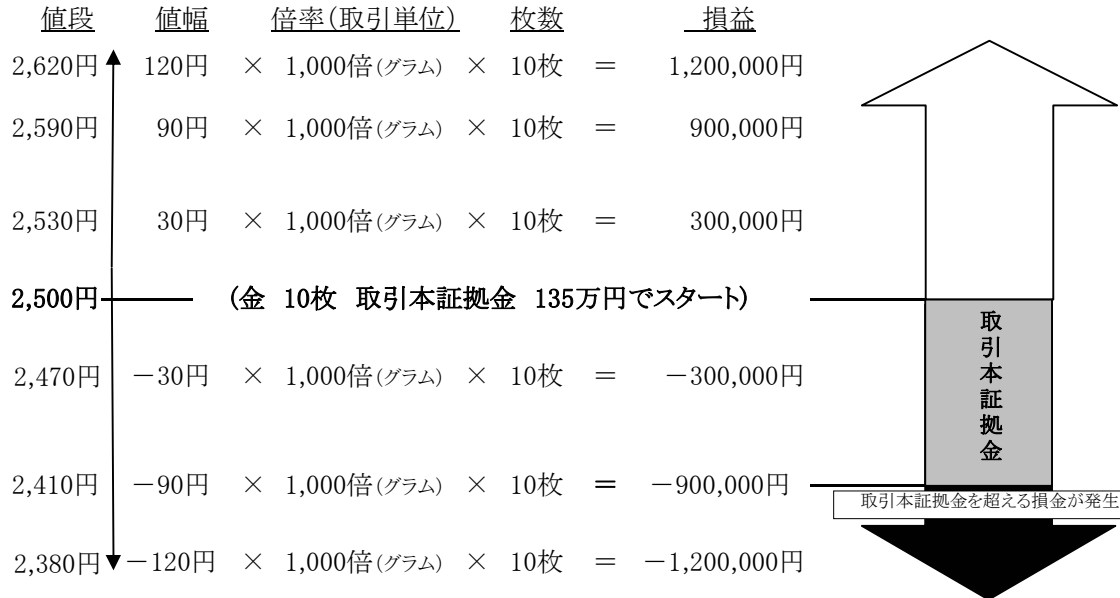 値段 値幅 倍率(取引単位) 枚数 損益
2,620円 120円 × 1,000倍(グラム) × 10枚 = 1,200,000円
2,590円 90円 × 1,000倍(グラム) × 10枚 = 900,000円
2,530円 30円 × 1,000倍(グラム) × 10枚 = 300,000円
2,500円 (金 10枚 取引本証拠金 135万円でスタート)
2,470円 -30円 × 1,000倍(グラム) × 10枚 = -300,000円
2,410円 -90円 × 1,000倍(グラム) × 10枚 = -900,000円
2,380円 -120円 × 1,000倍(グラム) × 10枚 = -1,200,000円
取引本証拠金
取引本証拠金を超える損金が発生